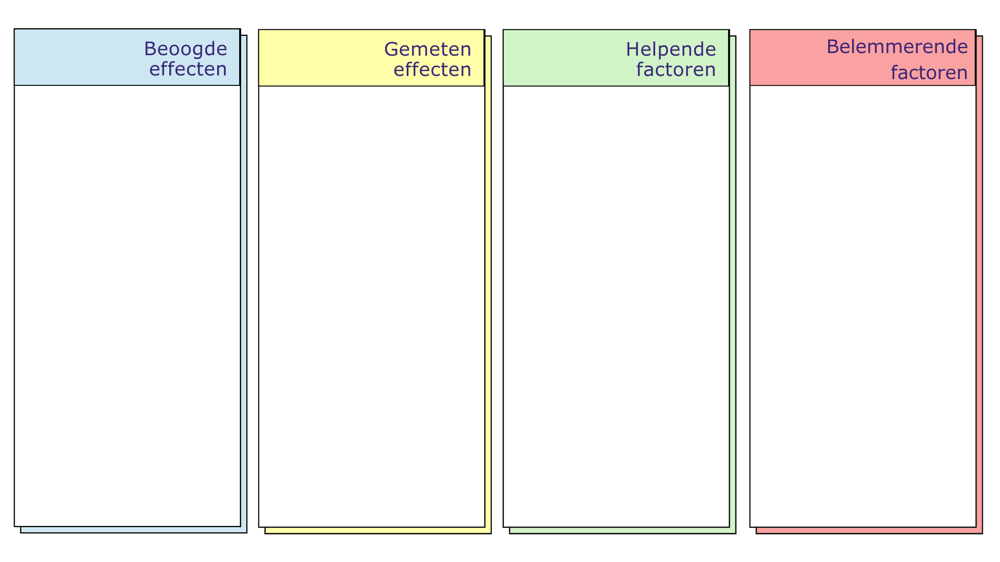 Beoogde
effecten
Gemeten
effecten
Helpende
factoren
Belemmerende
factoren